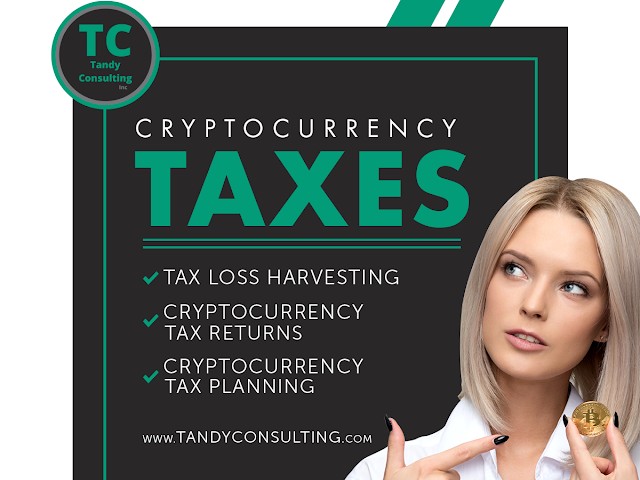 TC
Tandy
Consulting
Inc
CRYPTOCURRENCY
TAXES
TAX LOSS HARVESTING
CRYPTOCURRENCY
TAX RETURNS
CRYPTOCURRENCY
TAX PLANNING
www.TANDYCONSULTING.com